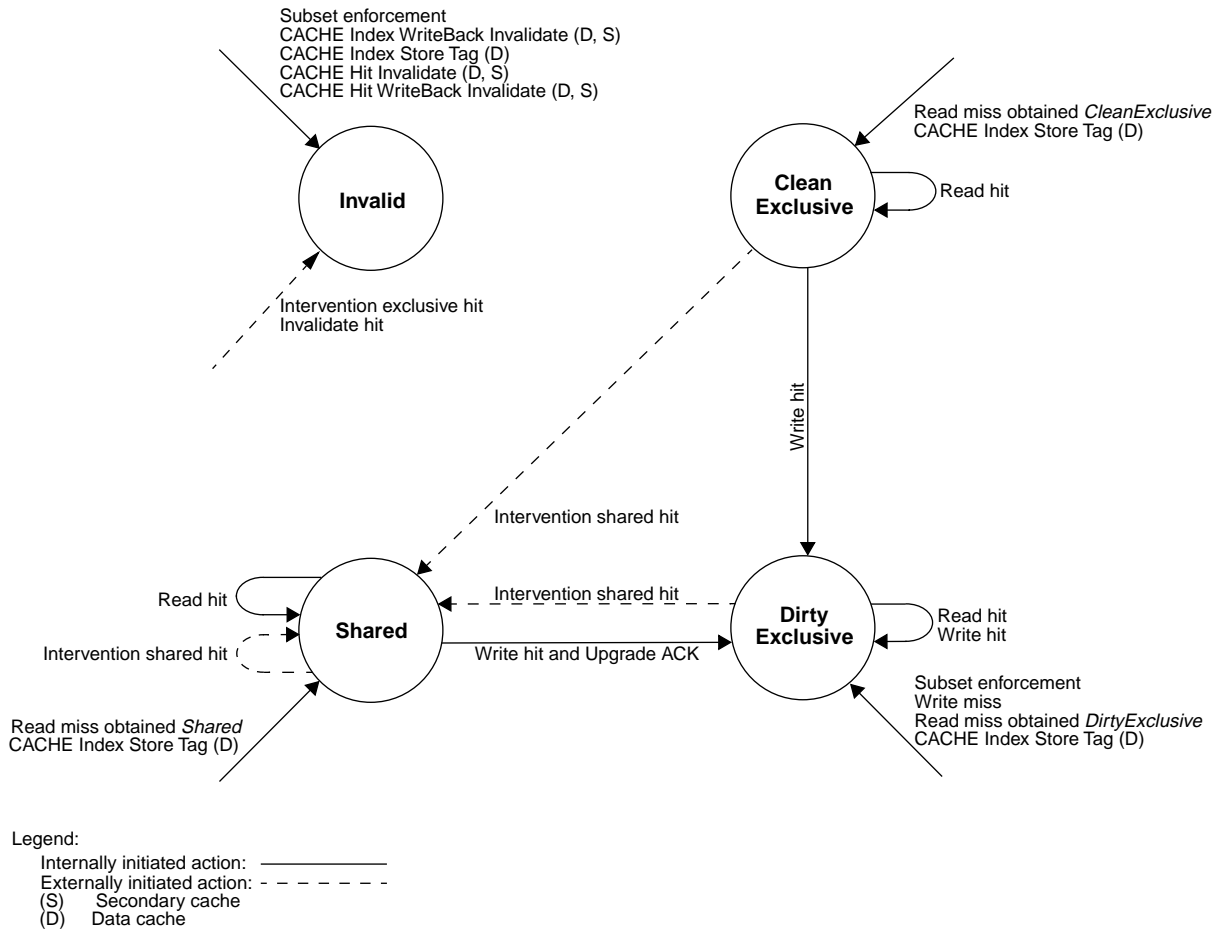 Subset enforcement
CACHE Index WriteBack Invalidate (D, S)
CACHE Index Store Tag (D)
CACHE Hit Invalidate (D, S)
CACHE Hit WriteBack Invalidate (D, S)
Read miss obtained CleanExclusive
CACHE Index Store Tag (D)
Invalid
Clean
Exclusive
Read hit
Intervention exclusive hit
Invalidate hit
Write hit
Intervention shared hit
Read hit
Intervention shared hit
Shared
Intervention shared hit
Write hit and Upgrade ACK
Dirty
Exclusive
Read hit
Write hit
Subset enforcement
Write miss
Read miss obtained DirtyExclusive
CACHE Index Store Tag (D)
Read miss obtained Shared
CACHE Index Store Tag (D)
Legend:
Internally initiated action:
Externally initiated action:
(S) Secondary cache
(D) Data cache